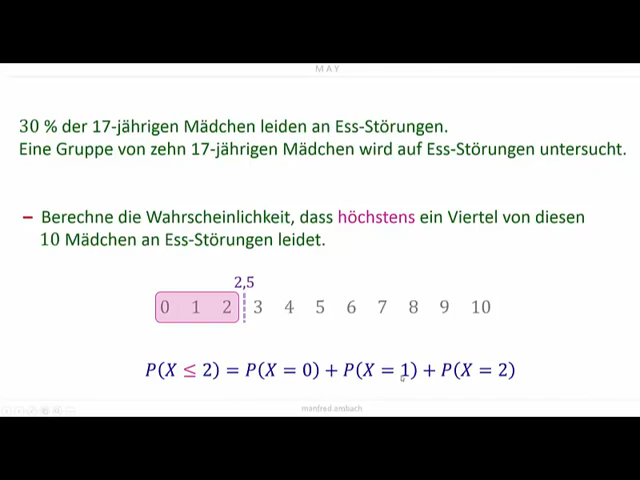 MAY
30 % der 17-jährigen Mädchen leiden an Ess-Störungen.
Eine Gruppe von zehn 17-jährigen Mädchen wird auf Ess-Störungen untersucht.
– Berechne die Wahrscheinlichkeit, dass höchstens ein Viertel von diesen
10 Mädchen an Ess-Störungen leidet.
2,5
0 1 2 3 4 5 6 7 8 9 10
P(X ≤ 2) = P(X = 0) + P(X = 1) + P(X = 2)
manfred.ambach